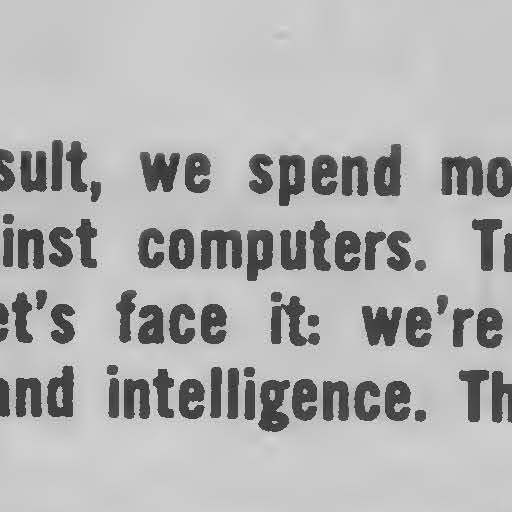 sult, we spend mo
inst computers. Tr
et's face it: we're
and intelligence. Th